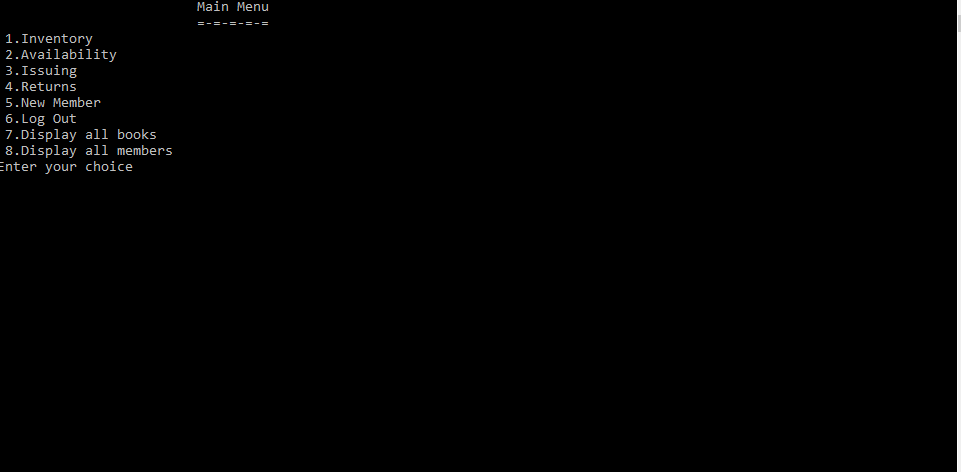 Main Menu
=-=-=-=-=
1.Inventory
2.Availability
3.Issuing
4.Returns
5.New Member
6.Log Out
7.Display all books
8.Display all members
Enter your choice